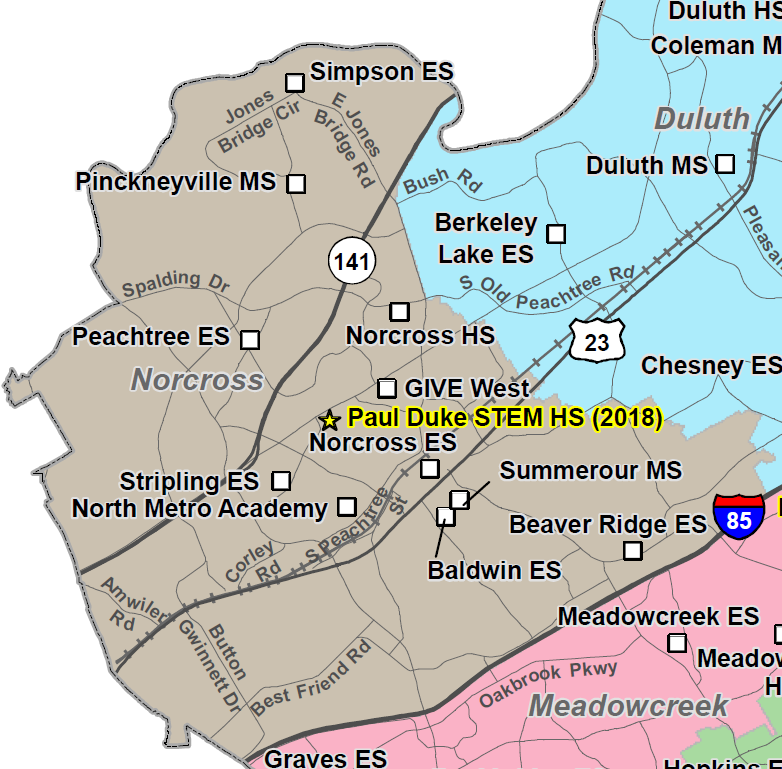 Duluth HS
Coleman M
Simpson ES
Jones
Bridge Cir
E Jones
Bridge Rd
Duluth
Duluth MS
Pinckneyville MS
Bush Rd
Pleasan
Berkeley
Lake ES
141
Spalding Dr
S Old Peachtree Rd
Norcross HS
Peachtree ES
23
Chesney ES
Norcross
GIVE West
Paul Duke STEM HS (2018)
Norcross ES
Stripling ES
Summerour MS
North Metro Academy
S Peachtree
St
Beaver Ridge ES
85
Corley
Rd
Baldwin ES
Amwiler
Rd
Button
Gwinnett Dr
Meadowcreek ES
Meadow
H
Best Friend Rd
Oakbrook Pkwy
Meadowcreek
Graves ES
Hopkins E